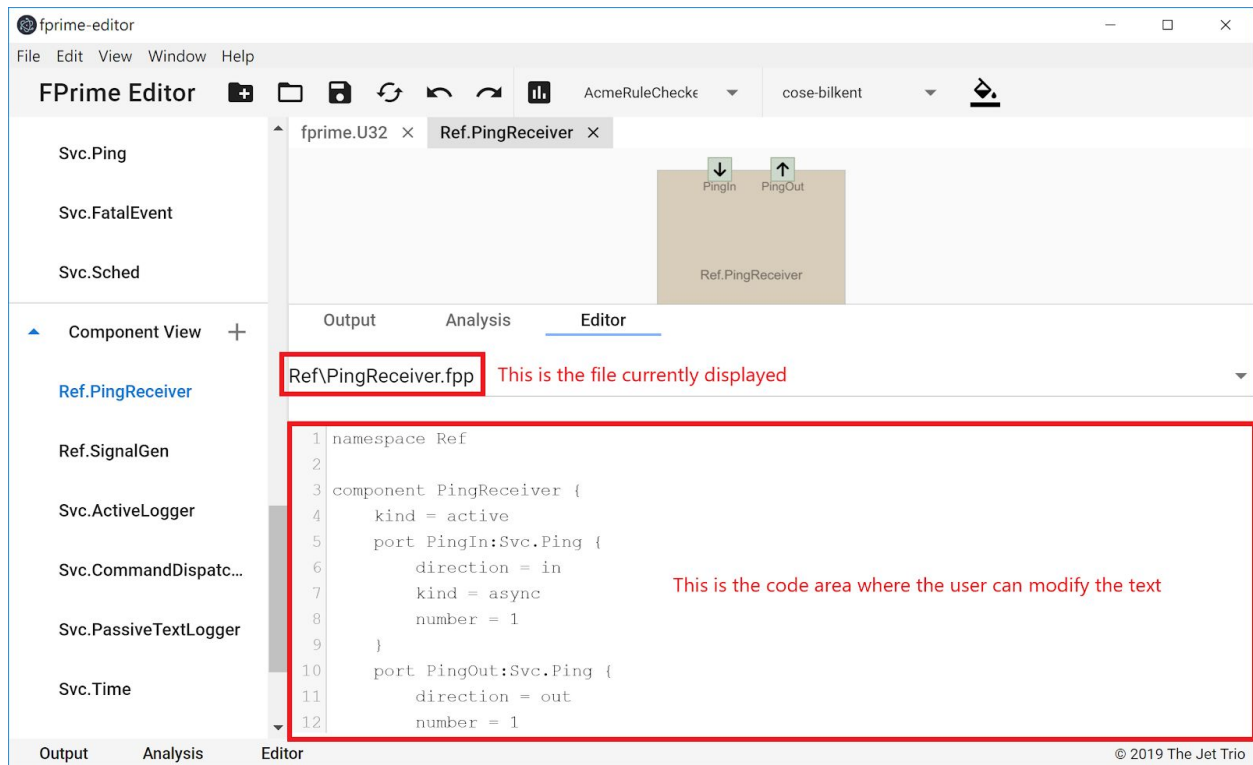 fprime-editor
File Edit View Window Help
FPrime Editor AcmeRuleChecke cose-bilkent
Svc.Ping
Svc.FatalEvent
Svc.Sched
Component View +
Ref.PingReceiver
Ref.SignalGen
Svc.ActiveLogger
Svc.CommandDispatc...
Svc.PassiveTextLogger
Svc.Time
fprime.U32 × Ref.PingReceiver ×
PingIn PingOut
Ref.PingReceiver
Output Analysis Editor
Ref\PingReceiver.fpp This is the file currently displayed
1 namespace Ref
2
3 component PingReceiver {
4 kind = active
5 port PingIn:Svc.Ping {
6 direction = in
7 kind = async
8 number = 1
9 }
10 port PingOut:Svc.Ping {
11 direction = out
12 number = 1
This is the code area where the user can modify the text
Output Analysis Editor © 2019 The Jet Trio